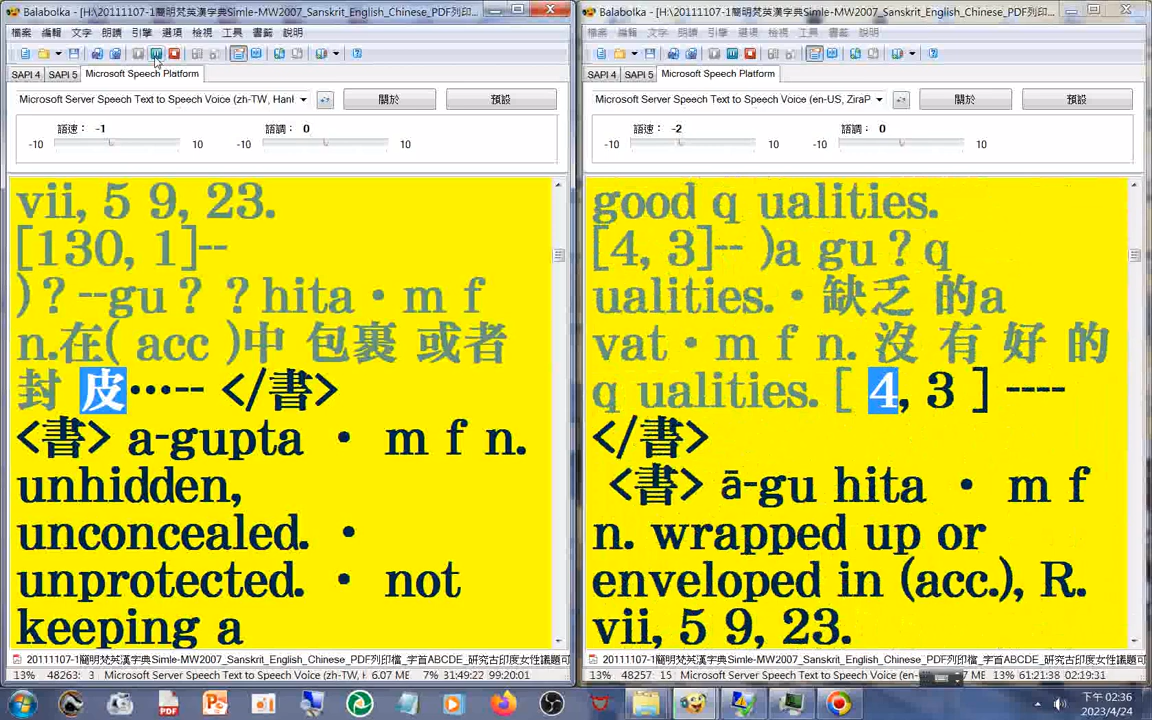 Balabolka - [H:\20111107-1簡明梵英漢字典Simle-MW2007_Sanskrit_English_Chinese_PDF列印...
檔案 編輯 文字 朗讀 引擎 選項 檢視 工具 書籤 說明
SAPI 4 SAPI 5 Microsoft Speech Platform
Microsoft Server Speech Text to Speech Voice (zh-TW, Hanl
關於 預設
語速： -1 語調： 0
-10 10 -10 10
vii, 5 9, 23.
[130, 1]--
)？--gu？？hita・m f
n.在( acc )中 包裹 或者
封 皮…-- </書>
<書> a-gupta ・ m f n.
unhidden,
unconcealed. ・
unprotected. ・ not
keeping a
20111107-1簡明梵英漢字典Simle-MW2007_Sanskrit_English_Chinese_PDF列印檔_字首ABCDE_研究古印度女性議題可
13% 48263: 3 Microsoft Server Speech Text to Speech Voice (zh-TW, H 6.07 MB 7% 31:49:22 99:20:01
Balabolka - [H:\20111107-1簡明梵英漢字典Simle-MW2007_Sanskrit_English_Chinese_PDF列印...
檔案 編輯 文字 朗讀 引擎 選項 檢視 工具 書籤 說明
SAPI 4 SAPI 5 Microsoft Speech Platform
Microsoft Server Speech Text to Speech Voice (en-US, ZiraP
關於 預設
語速： -2 語調： 0
-10 10 -10 10
good q ualities.
[4, 3]-- )a gu？q
ualities.・缺乏 的a
vat・m f n. 沒 有 好 的
q ualities. [ 4, 3 ] ----
</書>
<書> ā-gu hita ・ m f
n. wrapped up or
enveloped in (acc.), R.
vii, 5 9, 23.
20111107-1簡明梵英漢字典Simle-MW2007_Sanskrit_English_Chinese_PDF列印檔_字首ABCDE_研究古印度女性議題可
13% 48257 15 Microsoft Server Speech Text to Speech Voice 13% 61:21:38 02:19:31
PDF
下午 02:36
2023/4/24